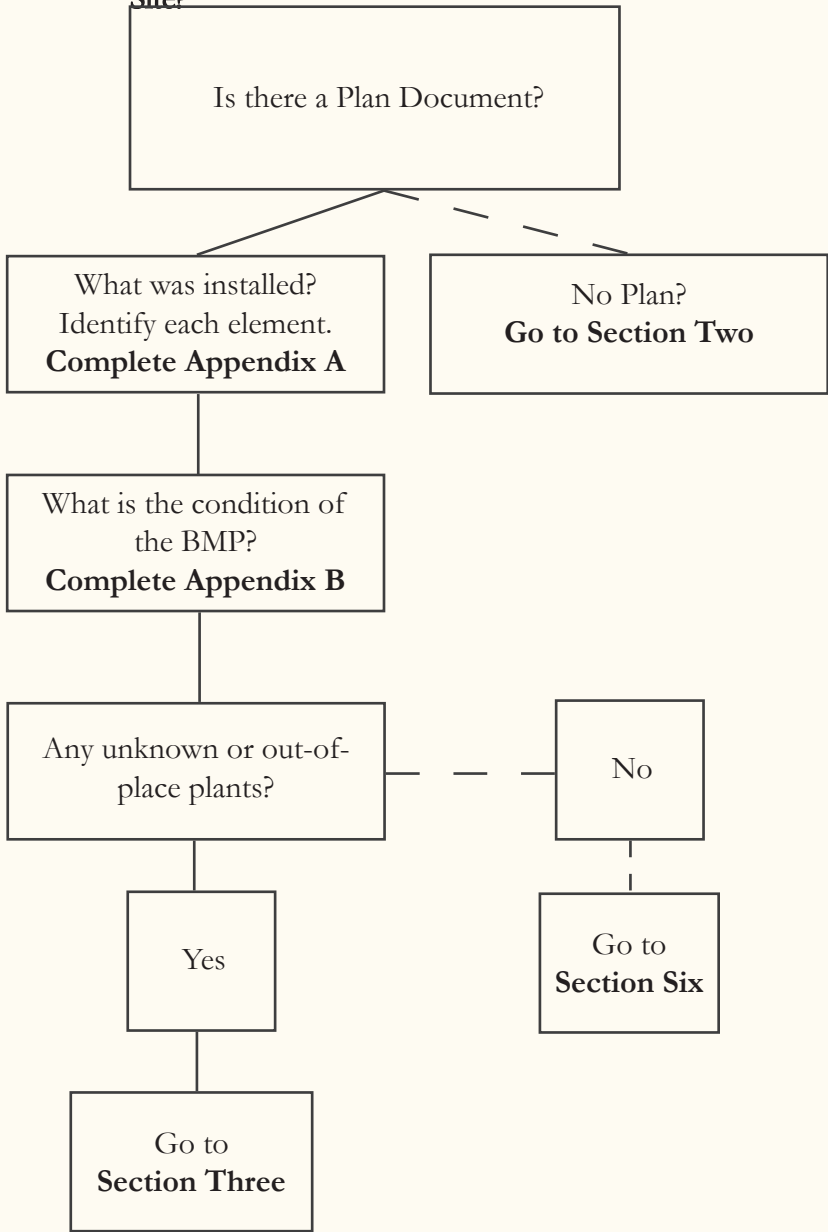 Site?
Is there a Plan Document?
What was installed?
Identify each element.
Complete Appendix A
No Plan?
Go to Section Two
What is the condition of
the BMP?
Complete Appendix B
Any unknown or out-of-
place plants?
No
Yes
Go to
Section Six
Go to
Section Three